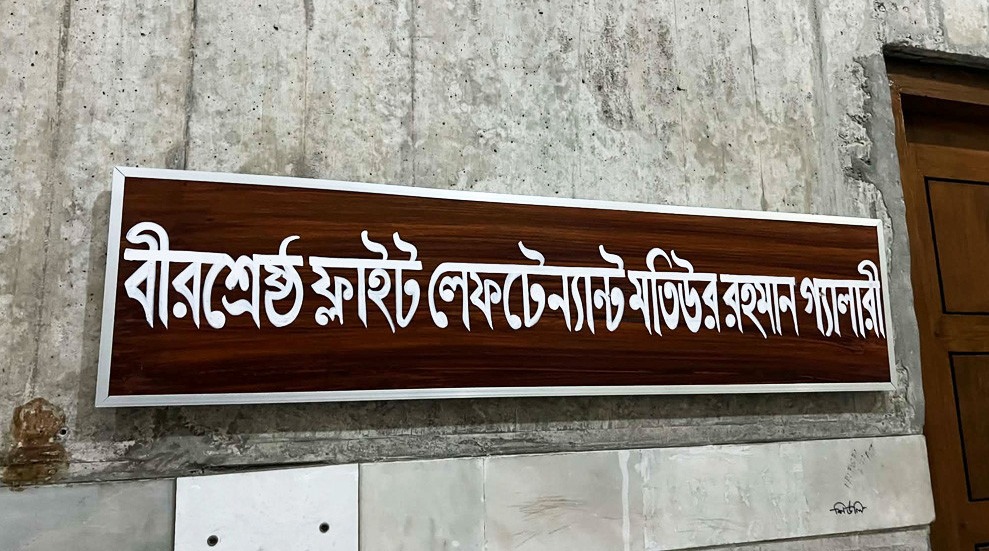 বীরশ্রেষ্ঠ ফ্লাইট লেফটেন্যান্ট মতিউর রহমান গ্যালারী